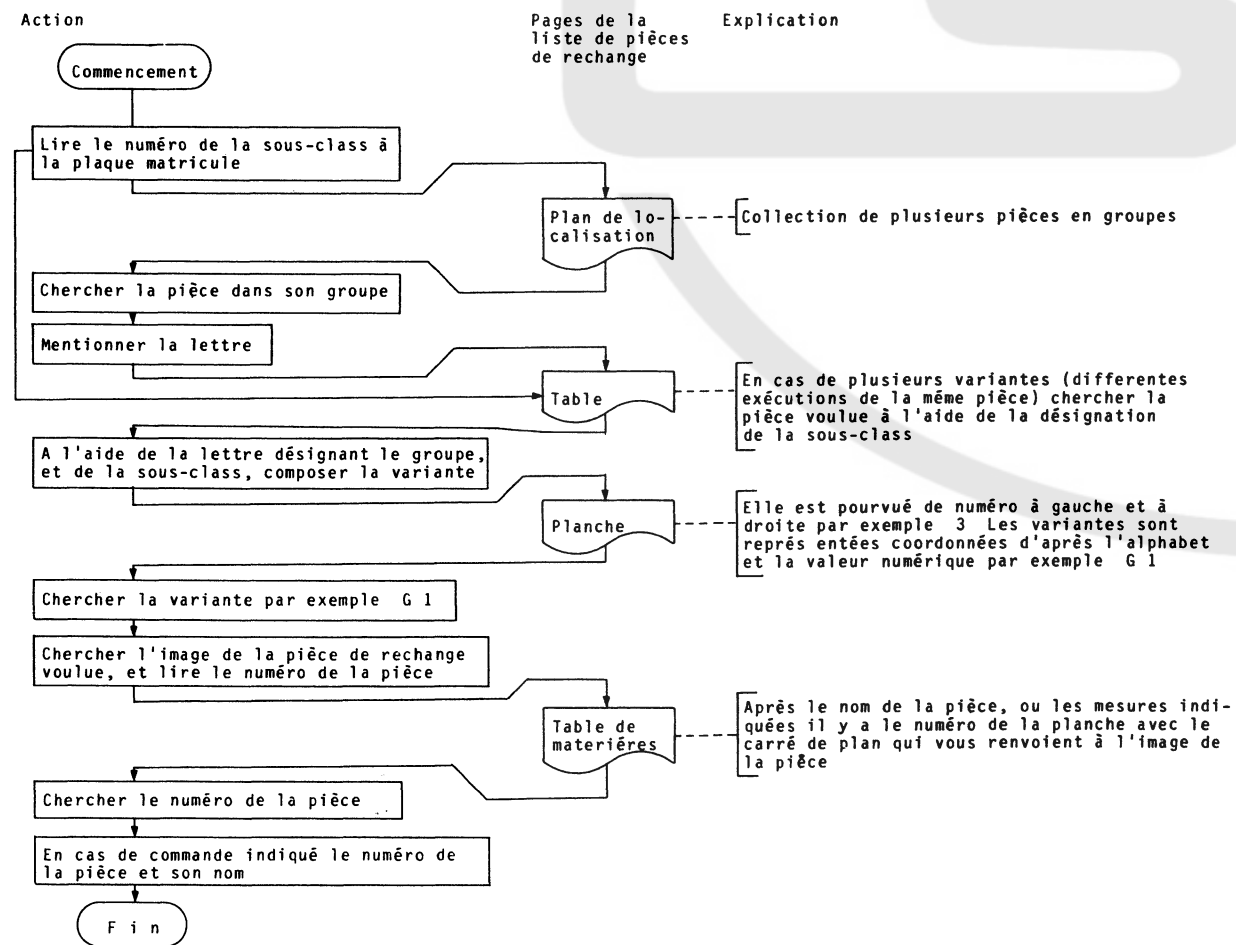 Action
Pages de la
liste de pièces
de rechange
Explication
Commencement
Lire le numéro de la sous-class à
la plaque matricule
Plan de lo-
calisation
Collection de plusieurs pièces en groupes
Chercher la pièce dans son groupe
Mentionner la lettre
Table
En cas de plusieurs variantes (differentes
exécutions de la méme pièce) chercher la
pièce voulue à l'aide de la désignation
de la sous-class
A l'aide de la lettre désignant le groupe,
et de la sous-class, composer la variante
Planche
Elle est pourvué de numéro à gauche et à
droite par exemple 3 Les variantes sont
représ entées coordonnées d'après l'alphabet
et la valeur numérique par exemple G 1
Chercher la variante par exemple G 1
Chercher l'image de la pièce de rechange
voulue, et lire le numéro de la pièce
Table de
materiéres
Après le nom de la pièce, ou les mesures indi-
quées il y a le numéro de la planche avec le
carré de plan qui vous renvoient à l'image de
la pièce
Chercher le numéro de la pièce
En cas de commande indiqué le numéro de
la pièce et son nom
F i n